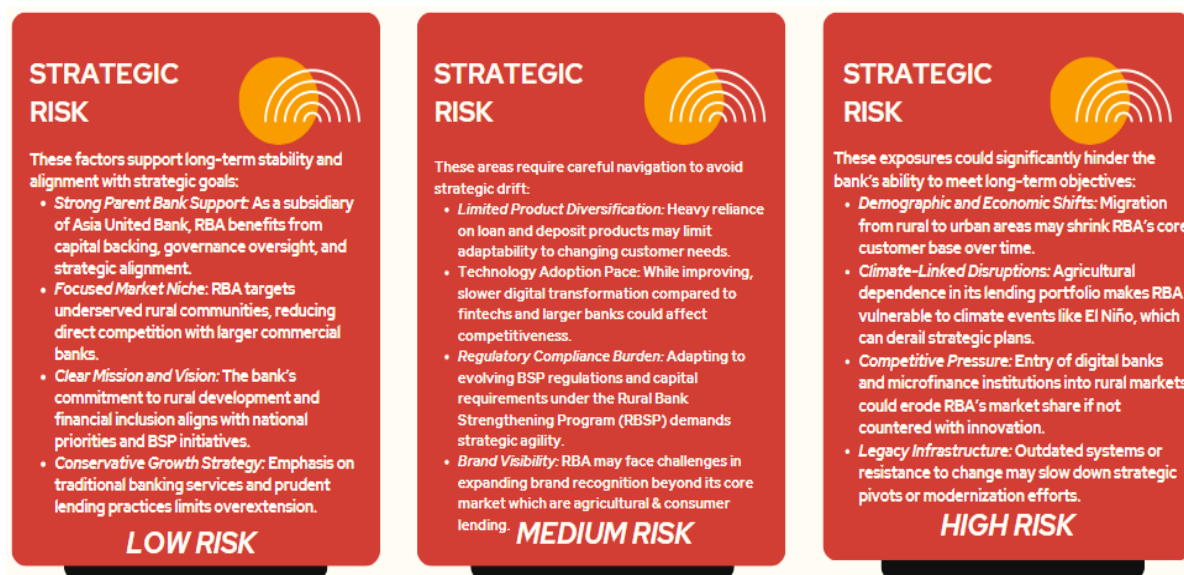 STRATEGIC
RISK
These factors support long-term stability and
alignment with strategic goals:
• Strong Parent Bank Support: As a subsidiary
of Asia United Bank, RBA benefits from
capital backing, governance oversight, and
strategic alignment.
• Focused Market Niche: RBA targets
underserved rural communities, reducing
direct competition with larger commercial
banks.
• Clear Mission and Vision: The bank's
commitment to rural development and
financial inclusion aligns with national
priorities and BSP initiatives.
• Conservative Growth Strategy: Emphasis on
traditional banking services and prudent
lending practices limits overextension.
LOW RISK
STRATEGIC
RISK
These areas require careful navigation to avoid
strategic drift:
• Limited Product Diversification: Heavy reliance
on loan and deposit products may limit
adaptability to changing customer needs.
• Technology Adoption Pace: While improving,
slower digital transformation compared to
fintechs and larger banks could affect
competitiveness.
• Regulatory Compliance Burden: Adapting to
evolving BSP regulations and capital
requirements under the Rural Bank
Strengthening Program (RBSP) demands
strategic agility.
• Brand Visibility: RBA may face challenges in
expanding brand recognition beyond its core
market which are agricultural & consumer
lending.
MEDIUM RISK
STRATEGIC
RISK
These exposures could significantly hinder the
bank's ability to meet long-term objectives:
• Demographic and Economic Shifts: Migration
from rural to urban areas may shrink RBA's core
customer base over time.
• Climate-Linked Disruptions: Agricultural
dependence in its lending portfolio makes RBA
vulnerable to climate events like El Niño, which
can derail strategic plans.
• Competitive Pressure: Entry of digital banks
and microfinance institutions into rural markets
could erode RBA's market share if not
countered with innovation.
• Legacy Infrastructure: Outdated systems or
resistance to change may slow down strategic
pivots or modernization efforts.
HIGH RISK